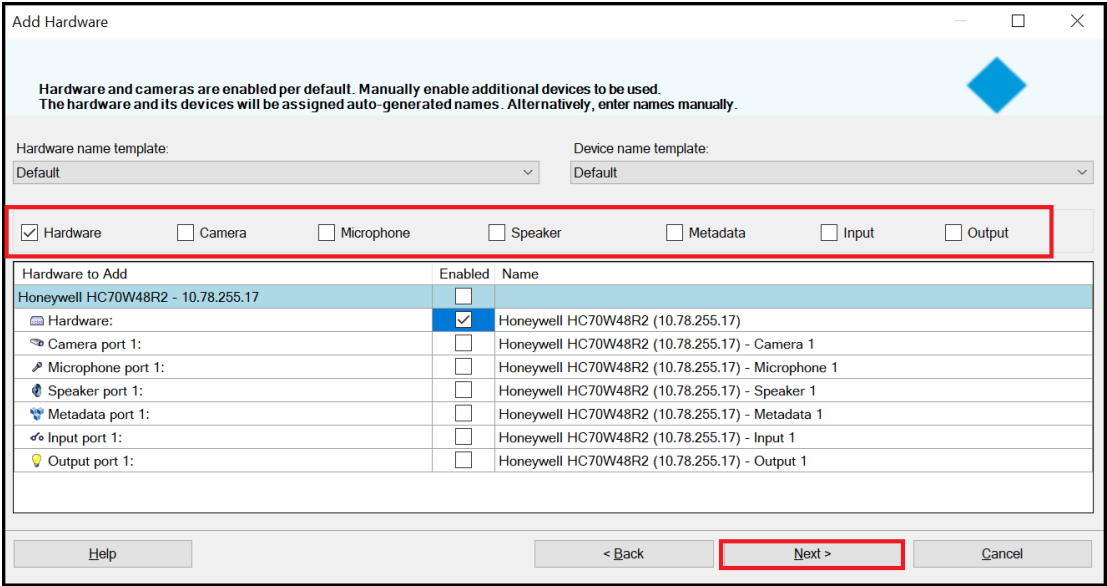 Add Hardware
Hardware and cameras are enabled per default. Manually enable additional devices to be used.
The hardware and its devices will be assigned auto-generated names. Alternatively, enter names manually.
Hardware name template: Device name template:
Default Default
Hardware Camera Microphone Speaker Metadata Input Output
Hardware to Add Enabled Name
Honeywell HC70W48R2 - 10.78.255.17
Hardware: Honeywell HC70W48R2 (10.78.255.17)
Camera port 1: Honeywell HC70W48R2 (10.78.255.17) - Camera 1
Microphone port 1: Honeywell HC70W48R2 (10.78.255.17) - Microphone 1
Speaker port 1: Honeywell HC70W48R2 (10.78.255.17) - Speaker 1
Metadata port 1: Honeywell HC70W48R2 (10.78.255.17) - Metadata 1
Input port 1: Honeywell HC70W48R2 (10.78.255.17) - Input 1
Output port 1: Honeywell HC70W48R2 (10.78.255.17) - Output 1
Help < Back Next > Cancel